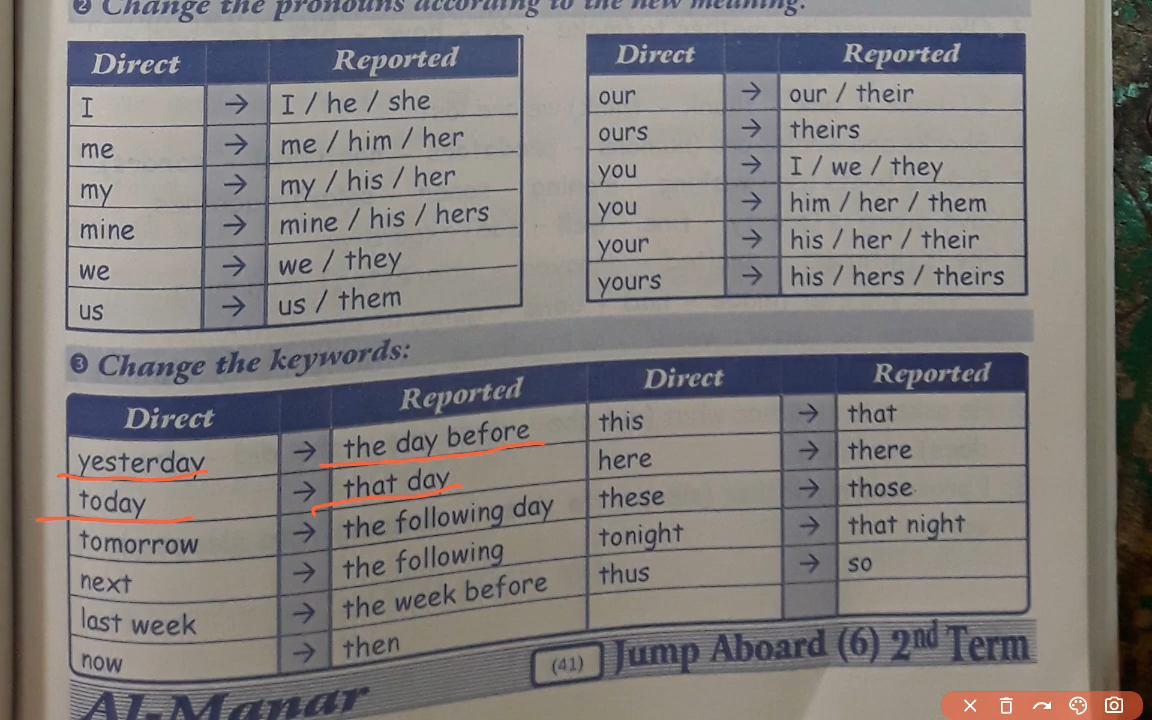 ❷ Change the pronouns according to the new meaning:
Direct Reported
I → I / he / she
me → me / him / her
my → my / his / her
mine → mine / his / hers
we → we / they
us → us / them
Direct Reported
our → our / their
ours → theirs
you → I / we / they
you → him / her / them
your → his / her / their
yours → his / hers / theirs
❸ Change the keywords:
Direct Reported
yesterday → the day before
today → that day
tomorrow → the following day
next → the following
last week → the week before
now → then
Direct Reported
this → that
here → there
these → those
tonight → that night
thus → so
(41) Jump Aboard (6) 2nd Term
Al-Manar